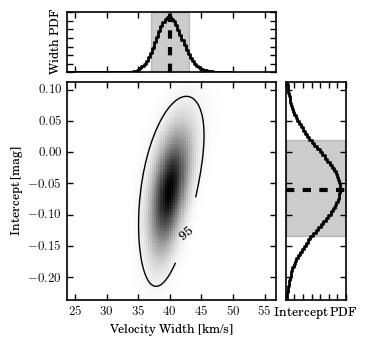 Width PDF
0.10
0.05
0.00
−0.05
−0.10
−0.15
−0.20
Intercept [mag]
95
25 30 35 40 45 50 55
Velocity Width [km/s]
Intercept PDF